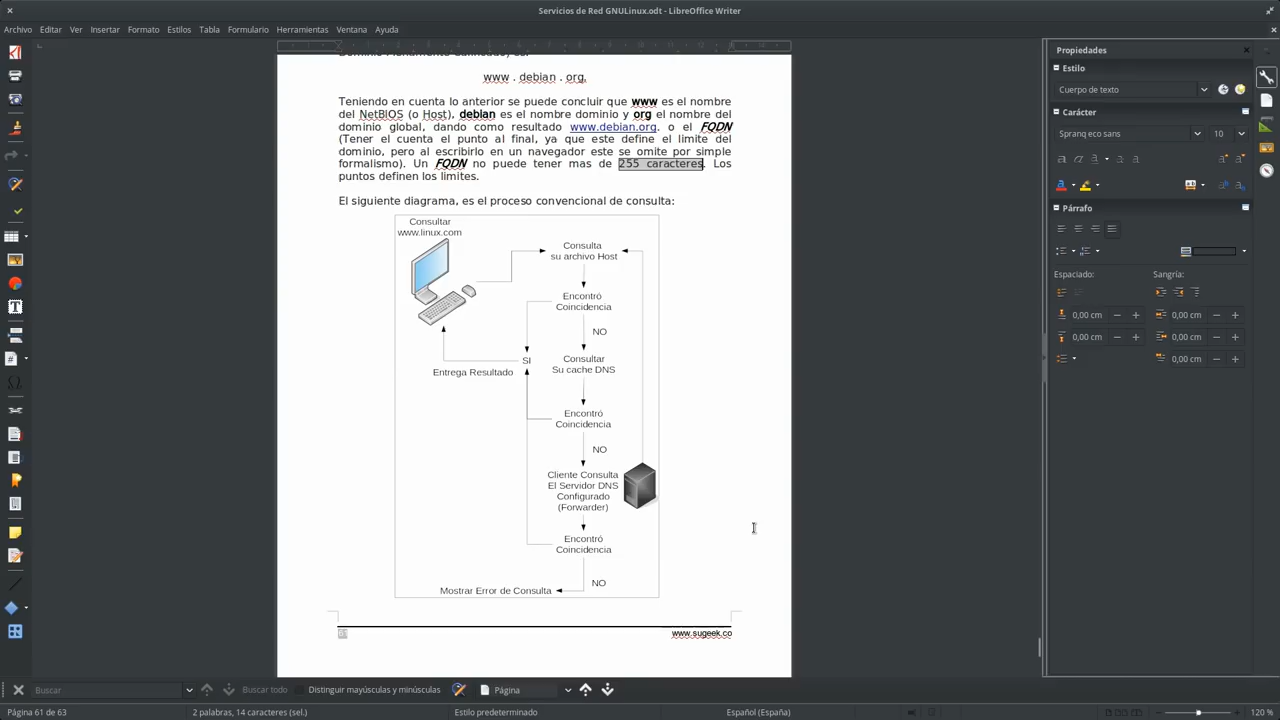 Servicios de Red GNULinux.odt - LibreOffice Writer
Archivo Editar Ver Insertar Formato Estilos Tabla Formulario Herramientas Ventana Ayuda
www . debian . org.
Teniendo en cuenta lo anterior se puede concluir que www es el nombre
del NetBIOS (o Host), debian es el nombre dominio y org el nombre del
dominio global, dando como resultado www.debian.org. o el FQDN
(Tener el cuenta el punto al final, ya que este define el limite del
dominio, pero al escribirlo en un navegador este se omite por simple
formalismo). Un FQDN no puede tener mas de 255 caracteres. Los
puntos definen los limites.
El siguiente diagrama, es el proceso convencional de consulta:
Consultar
www.linux.com
Consulta
su archivo Host
Encontró
Coincidencia
NO
SI
Consultar
Su cache DNS
Entrega Resultado
Encontró
Coincidencia
NO
Cliente Consulta
El Servidor DNS
Configurado
(Forwarder)
Encontró
Coincidencia
NO
Mostrar Error de Consulta
61
www.sugeek.co
Propiedades
Estilo
Cuerpo de texto
Carácter
Spranq eco sans 10
Párrafo
Espaciado: Sangría:
0,00 cm 0,00 cm
0,00 cm 0,00 cm
0,00 cm
Buscar Buscar todo Distinguir mayúsculas y minúsculas Página
Página 61 de 63 2 palabras, 14 caracteres (sel.) Estilo predeterminado Español (España) 120 %